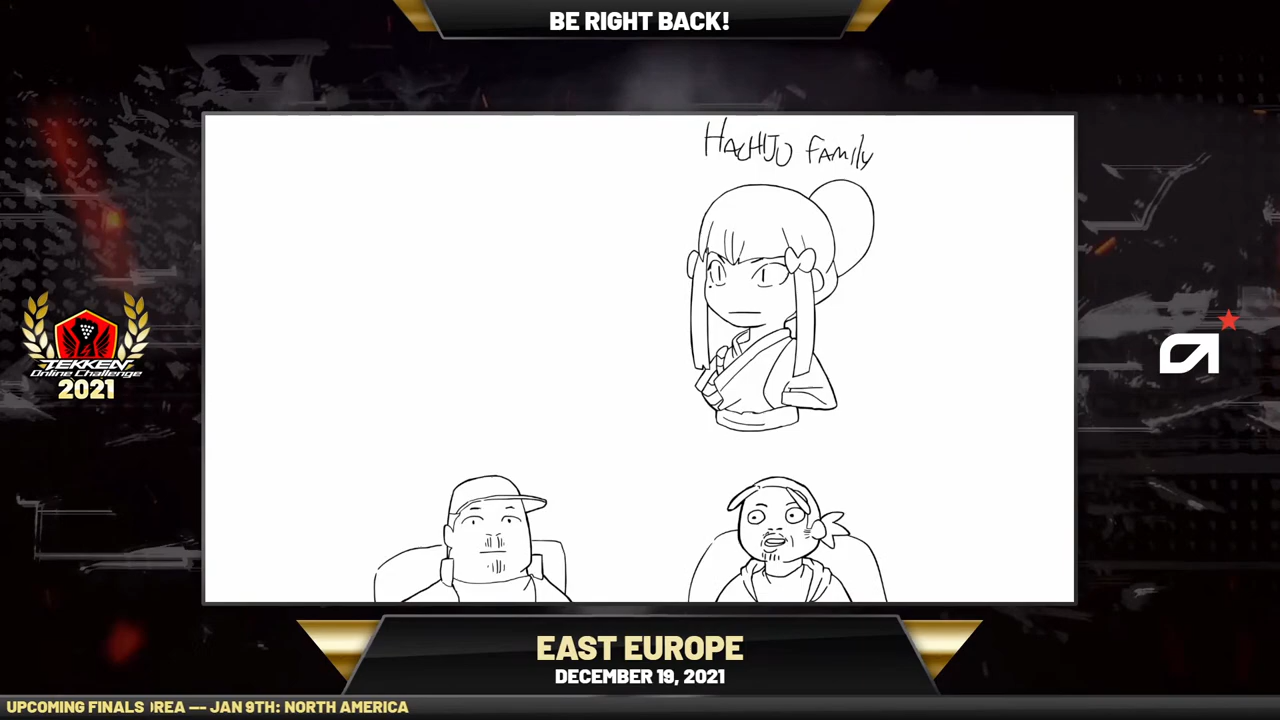 BE RIGHT BACK!
HACHIJO FAMIly
TEKKEN
Online Challenge
2021
EAST EUROPE
DECEMBER 19, 2021
UPCOMING FINALS REA –– JAN 9TH: NORTH AMERICA